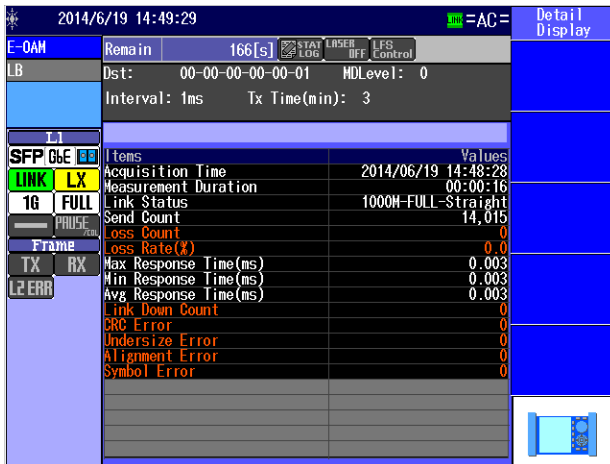 2014/6/19 14:49:29
LINK =AC=
Detail
Display
E-OAM
Remain 166[s] STAT LOG LASER OFF LFS Control
LB
Dst: 00-00-00-00-00-01 MDLevel: 0
Interval: 1ms Tx Time(min): 3
L1
SFP GbE
LINK LX
1G FULL
PAUSE /COL
Frame
TX RX
L2 ERR
Items Values
Acquisition Time 2014/06/19 14:48:28
Measurement Duration 00:00:16
Link Status 1000M-FULL-Straight
Send Count 14,015
Loss Count 0
Loss Rate(%) 0.0
Max Response Time(ms) 0.003
Min Response Time(ms) 0.003
Avg Response Time(ms) 0.003
Link Down Count 0
CRC Error 0
Undersize Error 0
Alignment Error 0
Symbol Error 0